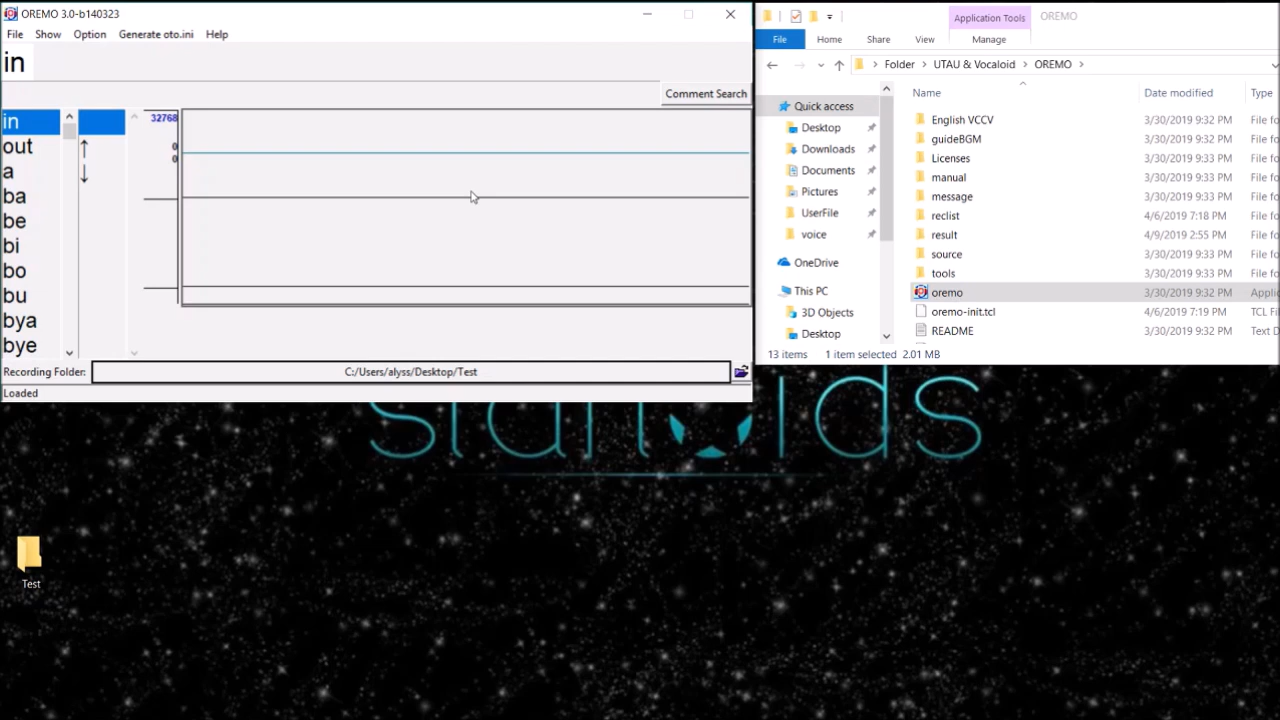 OREMO 3.0-b140323
File Show Option Generate oto.ini Help
in
Comment Search
in
out
a
ba
be
bi
bo
bu
bya
bye
32768
0
0
Recording Folder: C:/Users/alyss/Desktop/Test
Loaded
Application Tools OREMO
File Home Share View Manage
Folder UTAU & Vocaloid OREMO
Quick access
Desktop
Downloads
Documents
Pictures
UserFile
voice
OneDrive
This PC
3D Objects
Desktop
Name Date modified Type
English VCCV 3/30/2019 9:32 PM File fo
guideBGM 3/30/2019 9:32 PM File fo
Licenses 3/30/2019 9:33 PM File fo
manual 3/30/2019 9:33 PM File fo
message 3/30/2019 9:33 PM File fo
reclist 4/6/2019 7:18 PM File fo
result 4/9/2019 2:55 PM File fo
source 3/30/2019 9:33 PM File fo
tools 3/30/2019 9:33 PM File fo
oremo 3/30/2019 9:32 PM Applic
oremo-init.tcl 4/6/2019 7:19 PM TCL Fi
README 3/30/2019 9:32 PM Text D
13 items 1 item selected 2.01 MB
Test